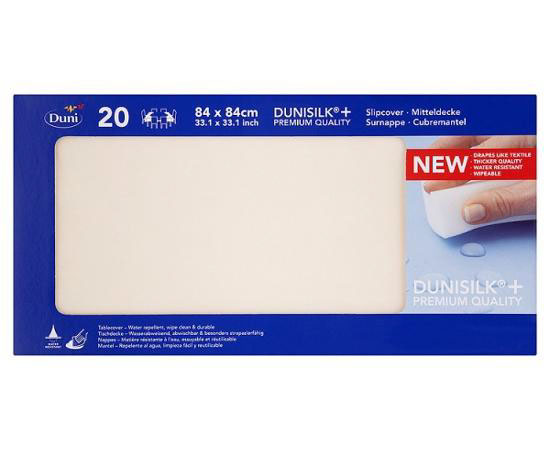 Duni
20
84 x 84cm
33.1 x 33.1 inch
DUNISILK®+
PREMIUM QUALITY
Slipcover · Mitteldecke
Surnappe · Cubremantel
NEW
- DRAPES LIKE TEXTILE
- THICKER QUALITY
- WATER RESISTANT
- WIPEABLE
DUNISILK®+
PREMIUM QUALITY
WATER
RESISTANT
Tablecover – Water repellent, wipe clean & durable
Tischdecke – Wasserabweisend, abwischbar & besonders strapazierfähig
Nappes – Matière résistante à l'eau, essuyable et réutilisable
Mantel – Repelente al agua, limpieza fácil y reutilizable